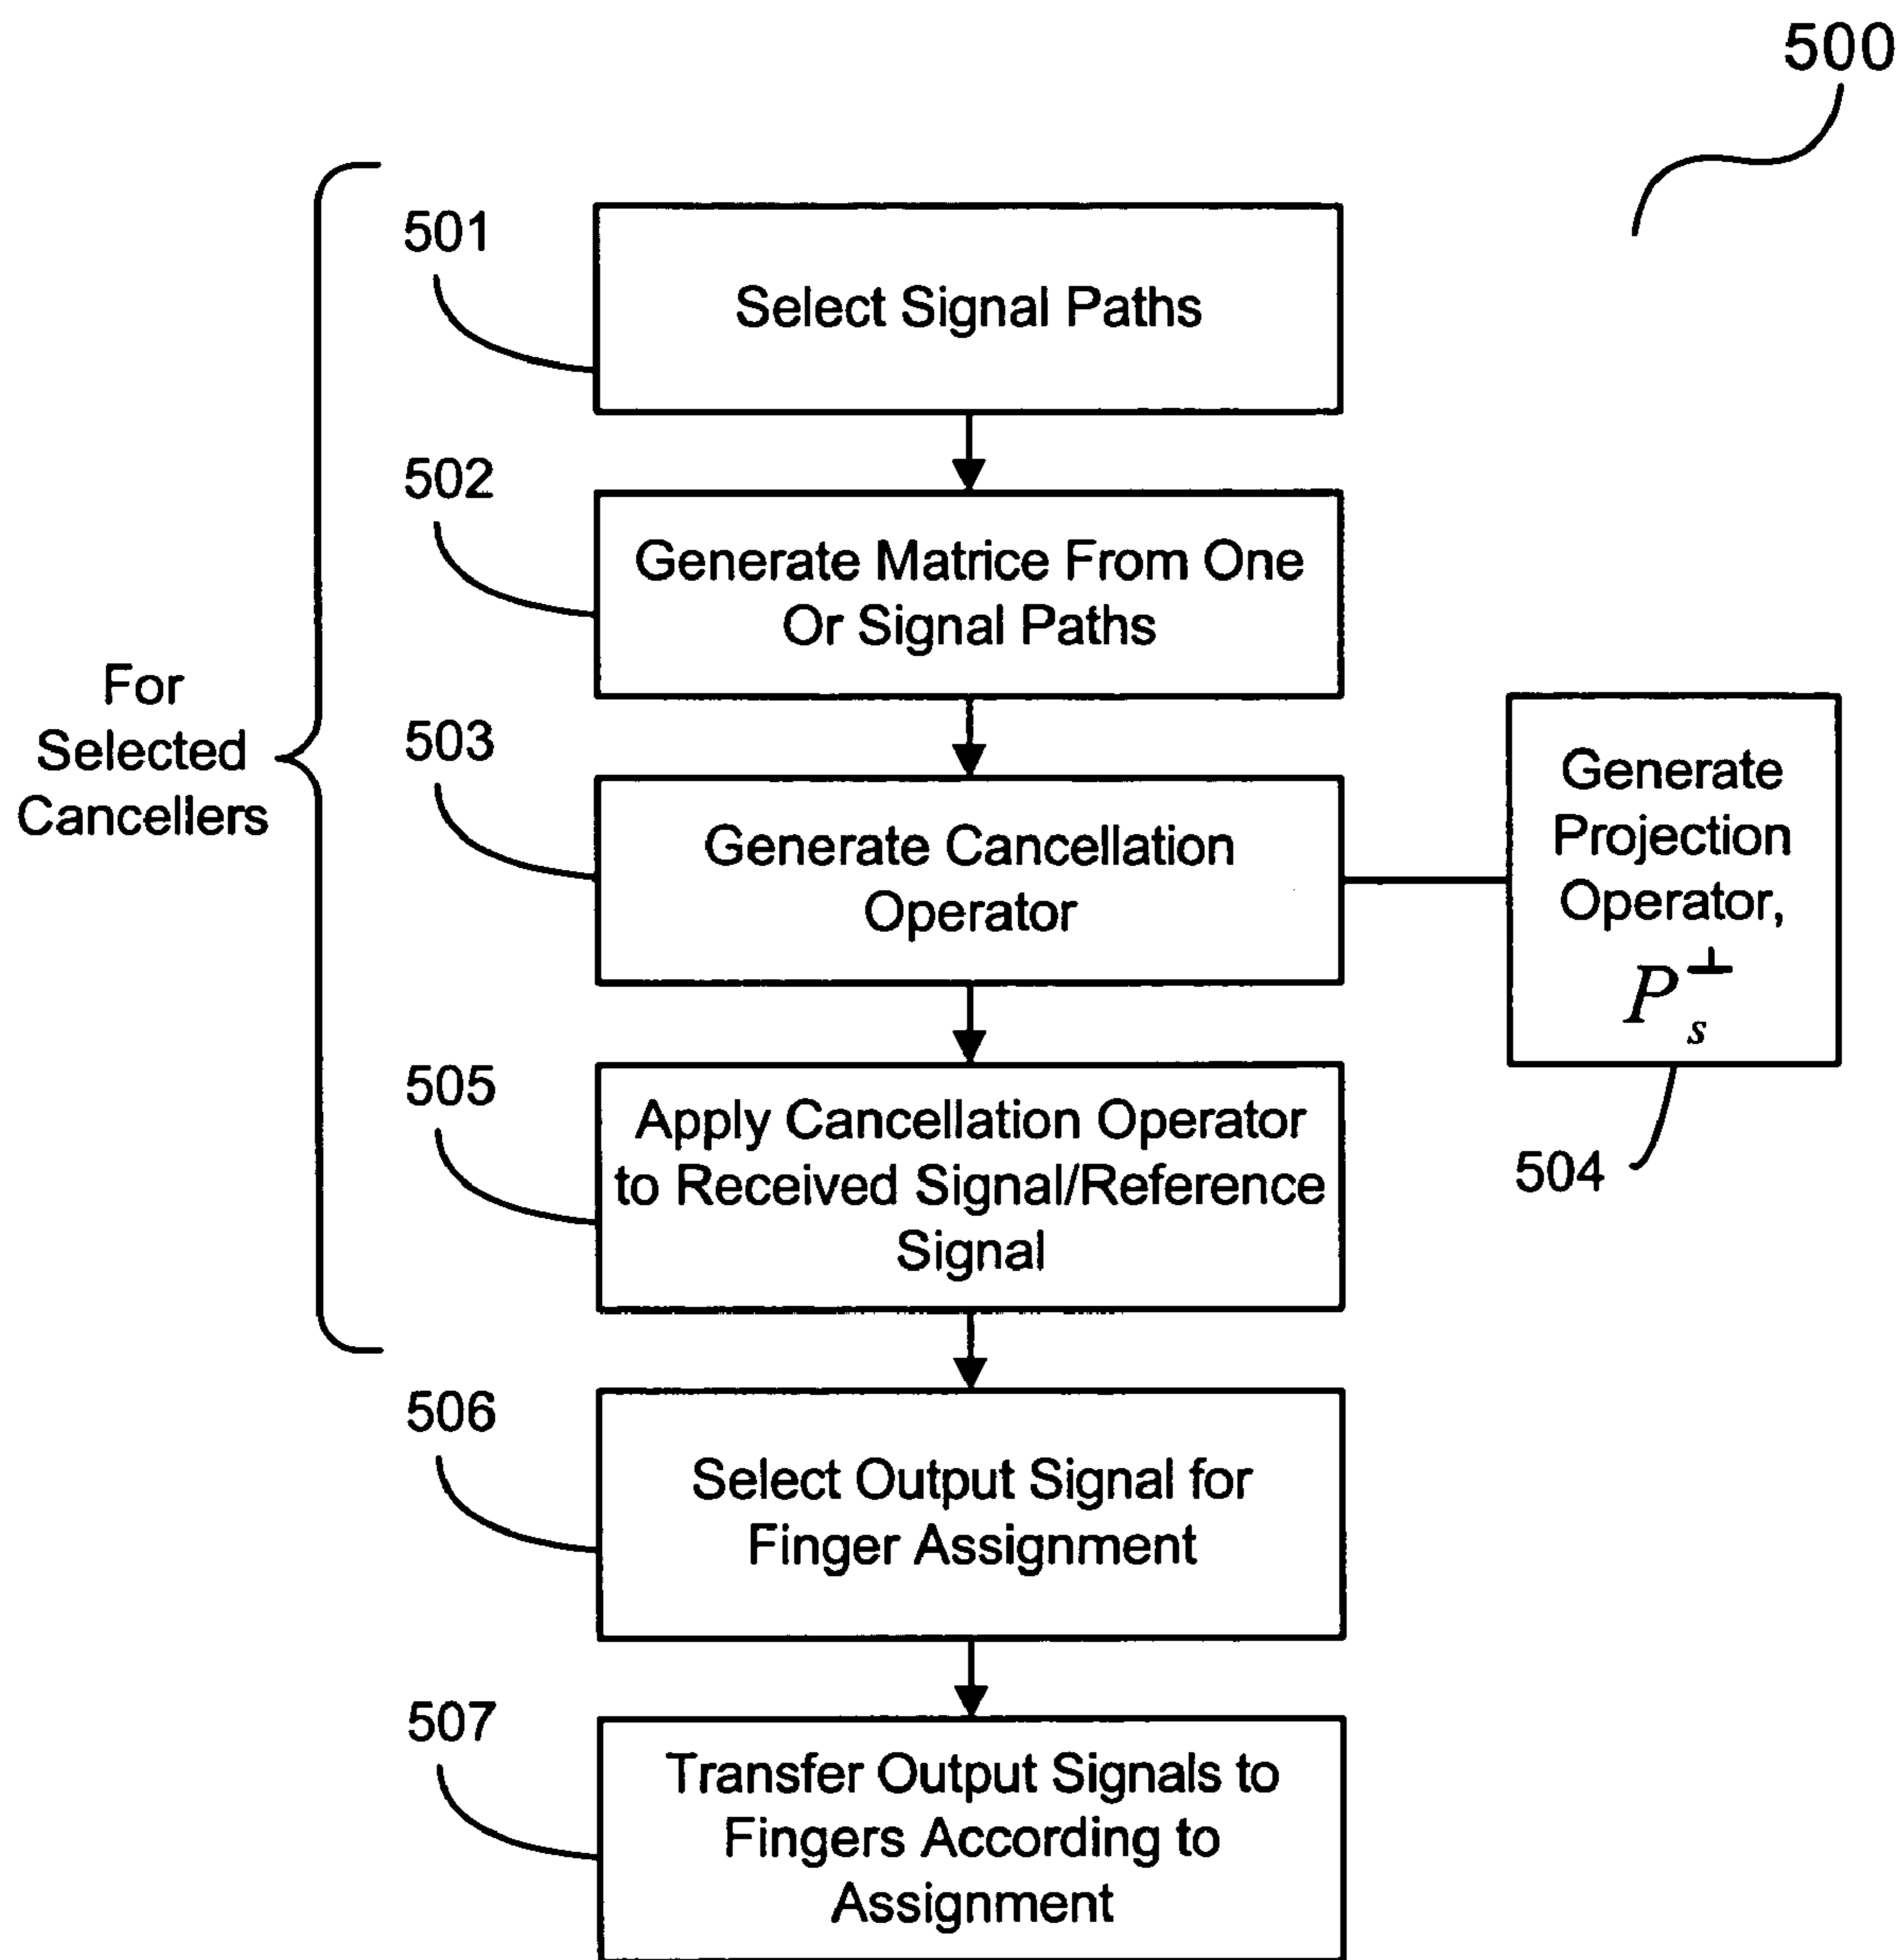 500
501
Select Signal Paths
502
Generate Matrice From One
Or Signal Paths
For
Selected
Cancellers
503
Generate Cancellation
Operator
Generate
Projection
Operator,
P_s^⊥
504
505
Apply Cancellation Operator
to Received Signal/Reference
Signal
506
Select Output Signal for
Finger Assignment
507
Transfer Output Signals to
Fingers According to
Assignment